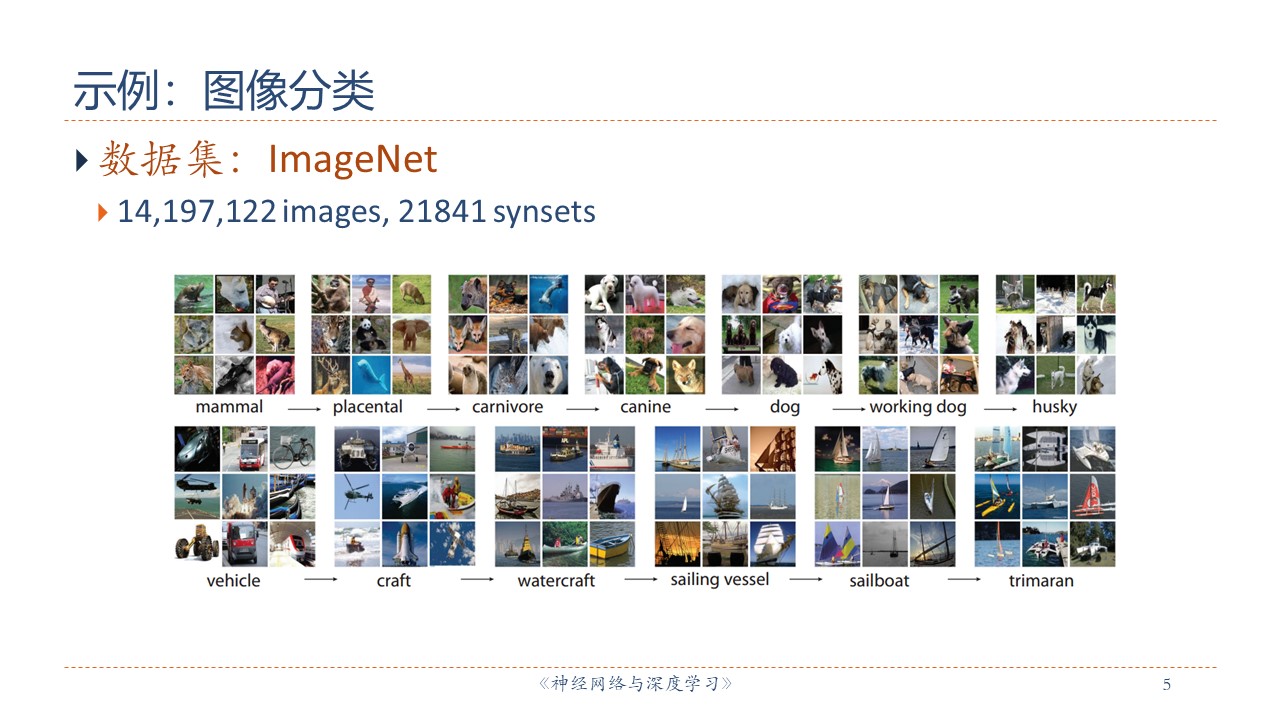 示例：图像分类
数据集：ImageNet
14,197,122 images, 21841 synsets
mammal → placental → carnivore → canine → dog → working dog → husky
vehicle → craft → watercraft → sailing vessel → sailboat → trimaran
《神经网络与深度学习》 5